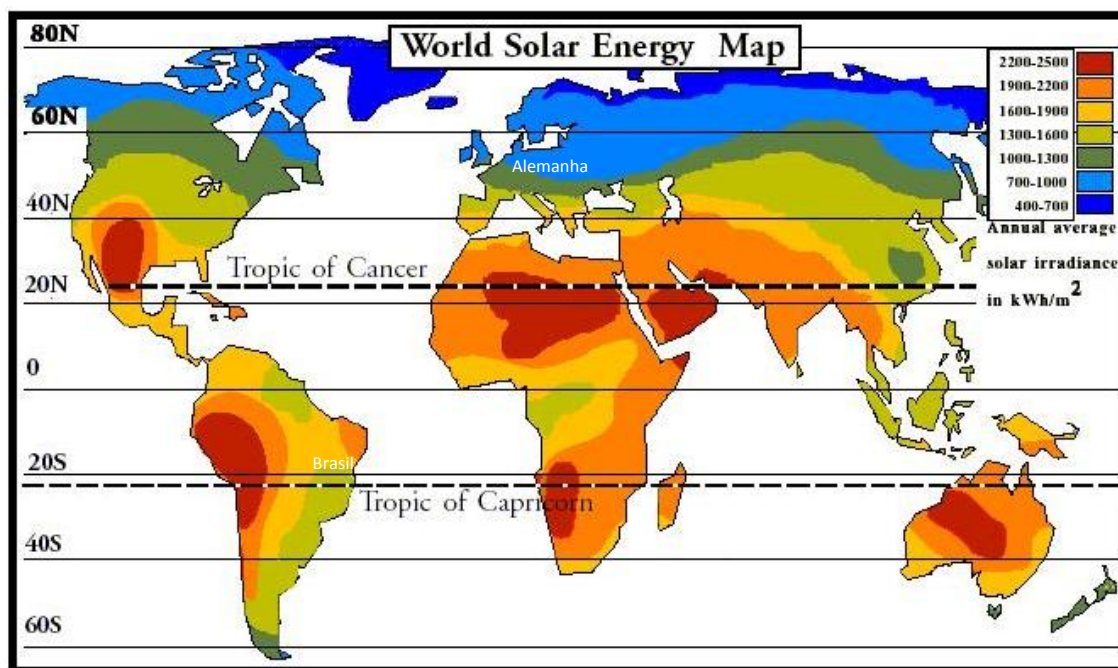 World Solar Energy Map
80N
60N
40N
20N
0
20S
40S
60S
2200-2500
1900-2200
1600-1900
1300-1600
1000-1300
700-1000
400-700
Annual average
solar irradiance
in kWh/m2
Alemanha
Tropic of Cancer
Brasil
Tropic of Capricorn